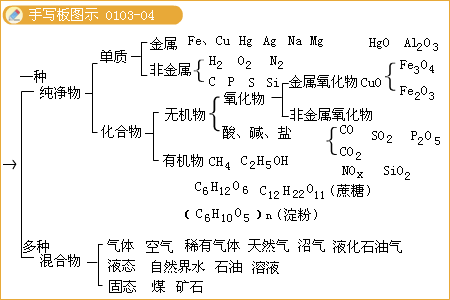 手写板图示 0103-04
金属 Fe、Cu Hg Ag Na Mg HgO Al2O3
单质
非金属 H2 O2 N2
C P S Si
一种
纯净物
金属氧化物 CuO Fe3O4
Fe2O3
氧化物
无机物
非金属氧化物
化合物
酸、碱、盐
CO SO2 P2O5
CO2
有机物 CH4 C2H5OH
NOx SiO2
C6H12O6 C12H22O11(蔗糖)
(C6H10O5)n(淀粉)
多种
混合物
气体 空气 稀有气体 天然气 沼气 液化石油气
液态 自然界水 石油 溶液
固态 煤 矿石